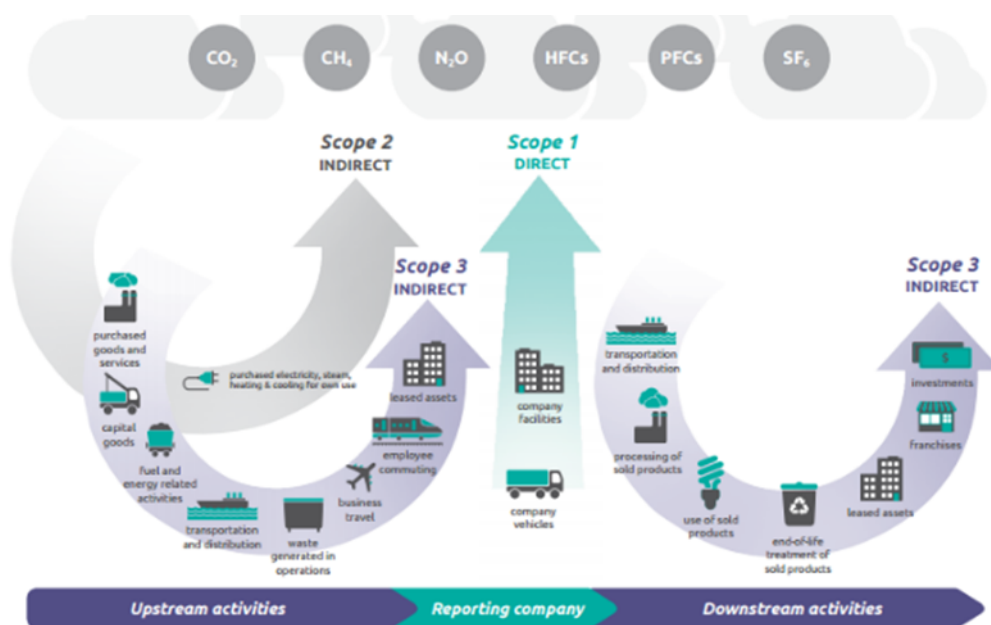 CO₂ CH₄ N₂O HFCs PFCs SF₆
Scope 2
INDIRECT
Scope 1
DIRECT
Scope 3
INDIRECT
Scope 3
INDIRECT
purchased
goods and
services
capital
goods
fuel and
energy related
activities
transportation
and distribution
waste
generated in
operations
business
travel
employee
commuting
leased assets
purchased electricity, steam,
heating & cooling for own use
company
facilities
company
vehicles
transportation
and distribution
processing of
sold products
use of sold
products
end-of-life
treatment of
sold products
leased assets
franchises
$
investments
Upstream activities
Reporting company
Downstream activities